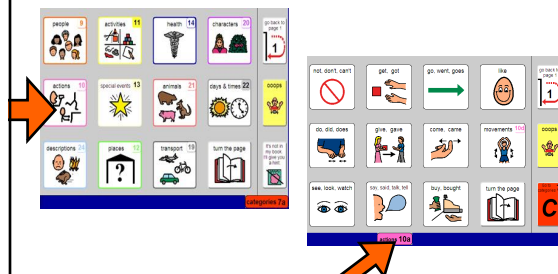 people 9
activities 11
health 14
characters 20
go back to
page 1
1
actions 10
special events 13
animals 21
days & times 22
ooops
descriptions 24
places 12
transport 19
turn the page
it's not in
my book
I'll give you
a hint
?
categories 7a
not, don't, can't
get, got
go, went, goes
like
go back to
page 1
1
do, did, does
give, gave
come, came
movements 10d
ooops
see, look, watch
say, said, talk, tell
buy, bought
turn the page
C
actions 10a